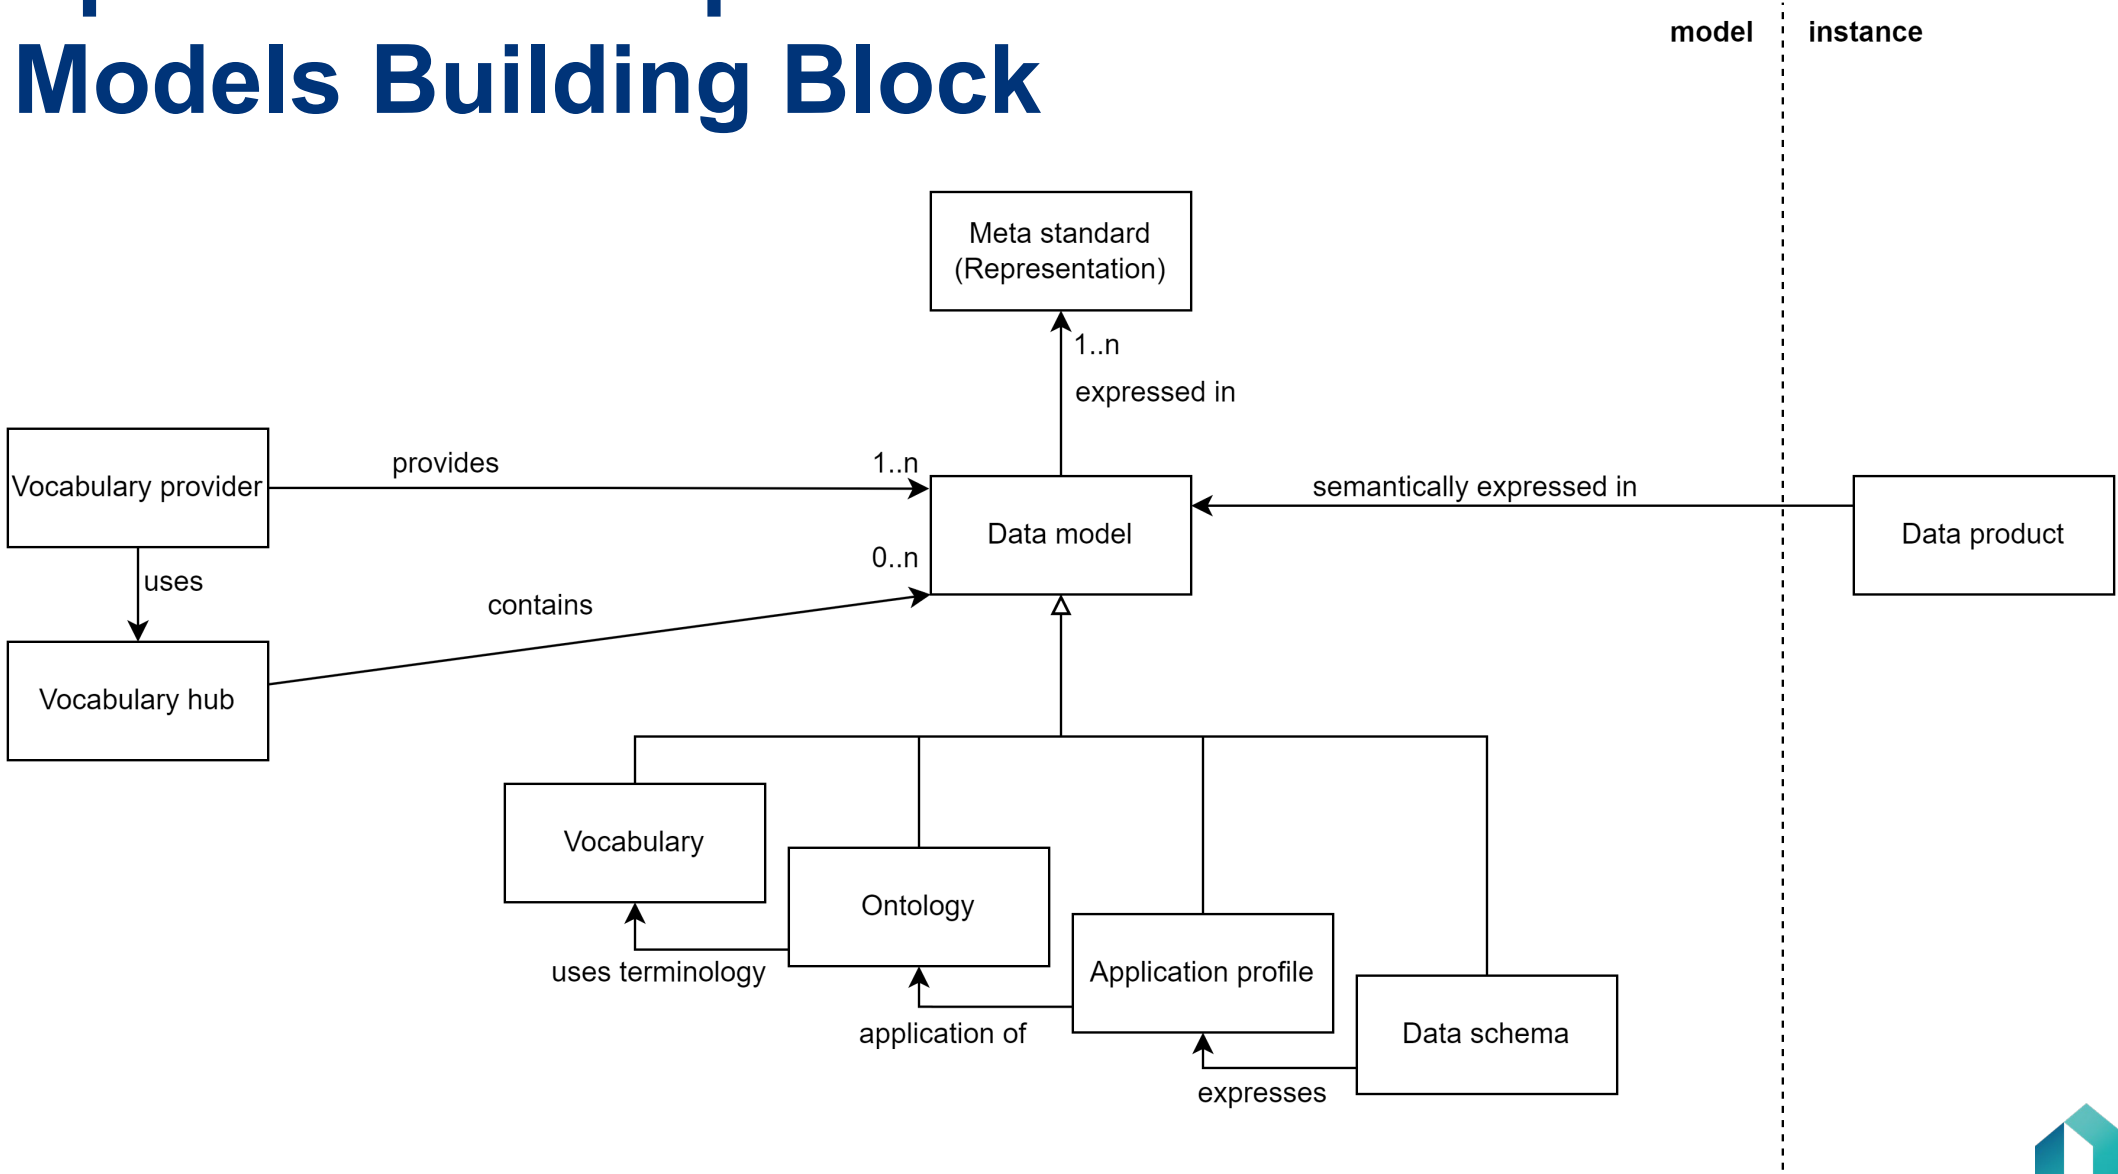 Models Building Block
model
instance
Meta standard
(Representation)
1..n
expressed in
Vocabulary provider
provides
1..n
semantically expressed in
Data product
Data model
0..n
uses
contains
Vocabulary hub
Vocabulary
Ontology
uses terminology
Application profile
application of
Data schema
expresses